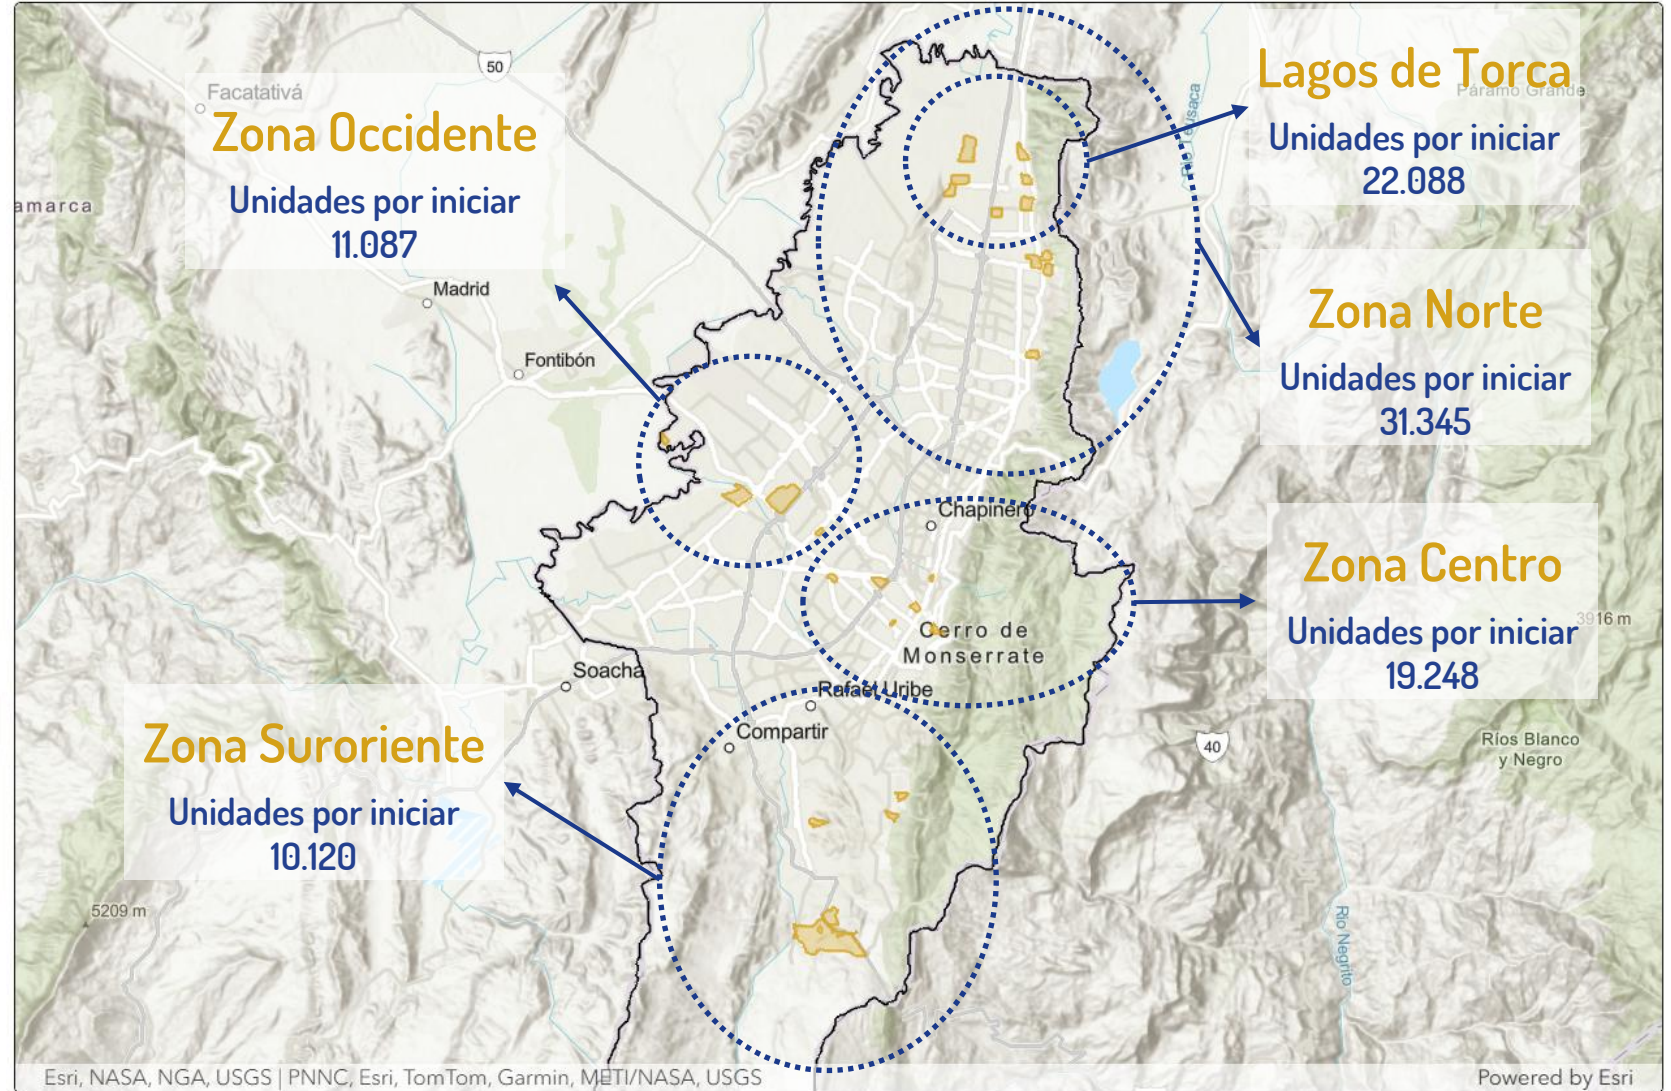 50
Facatativá
Zona Occidente
Unidades por iniciar
11.087
amarca
Madrid
Fontibón
Lagos de Torca
Páramo Grande
Unidades por iniciar
22.088
Zona Norte
Unidades por iniciar
31.345
Chapinero
Zona Centro
Unidades por iniciar
19.248
3916 m
Cerro de
Monserrate
Soacha
Rafael Uribe
Compartir
Zona Suroriente
Unidades por iniciar
10.120
40
Ríos Blanco
y Negro
5209 m
Río Negrito
Esri, NASA, NGA, USGS | PNNC, Esri, TomTom, Garmin, METI/NASA, USGS
Powered by Esri